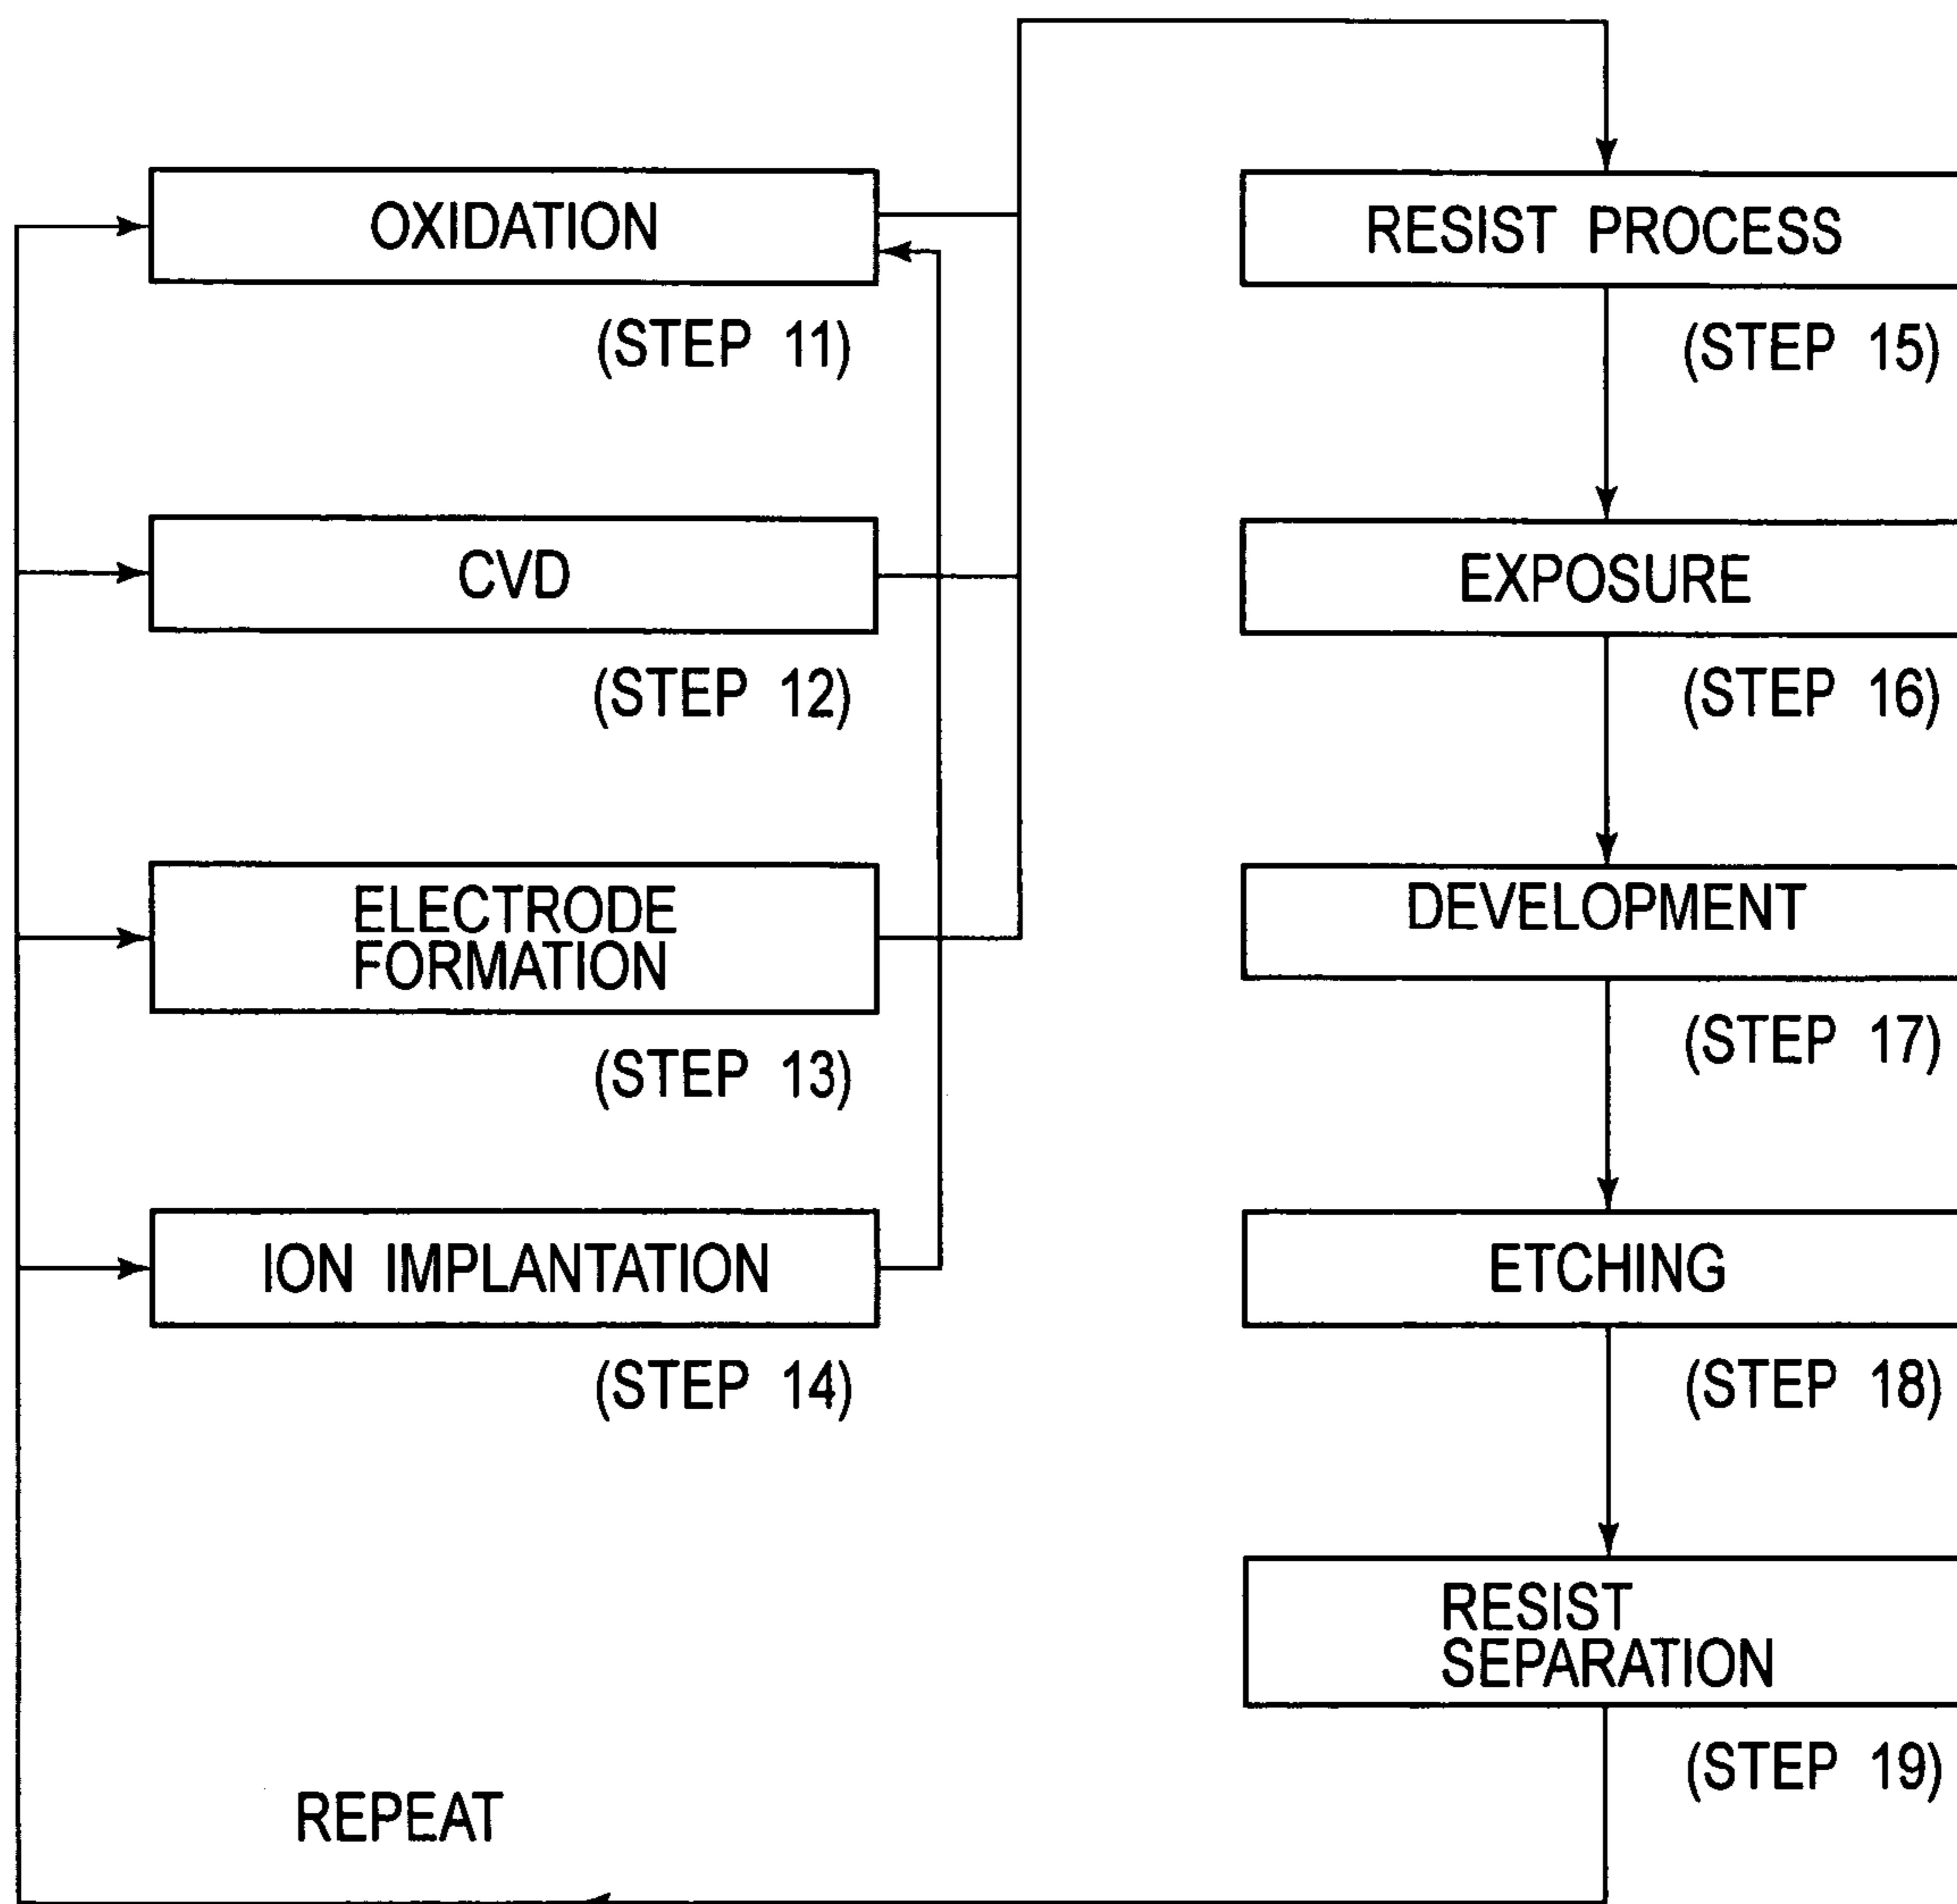 OXIDATION
(STEP 11)
CVD
(STEP 12)
ELECTRODE
FORMATION
(STEP 13)
ION IMPLANTATION
(STEP 14)
REPEAT
RESIST PROCESS
(STEP 15)
EXPOSURE
(STEP 16)
DEVELOPMENT
(STEP 17)
ETCHING
(STEP 18)
RESIST
SEPARATION
(STEP 19)